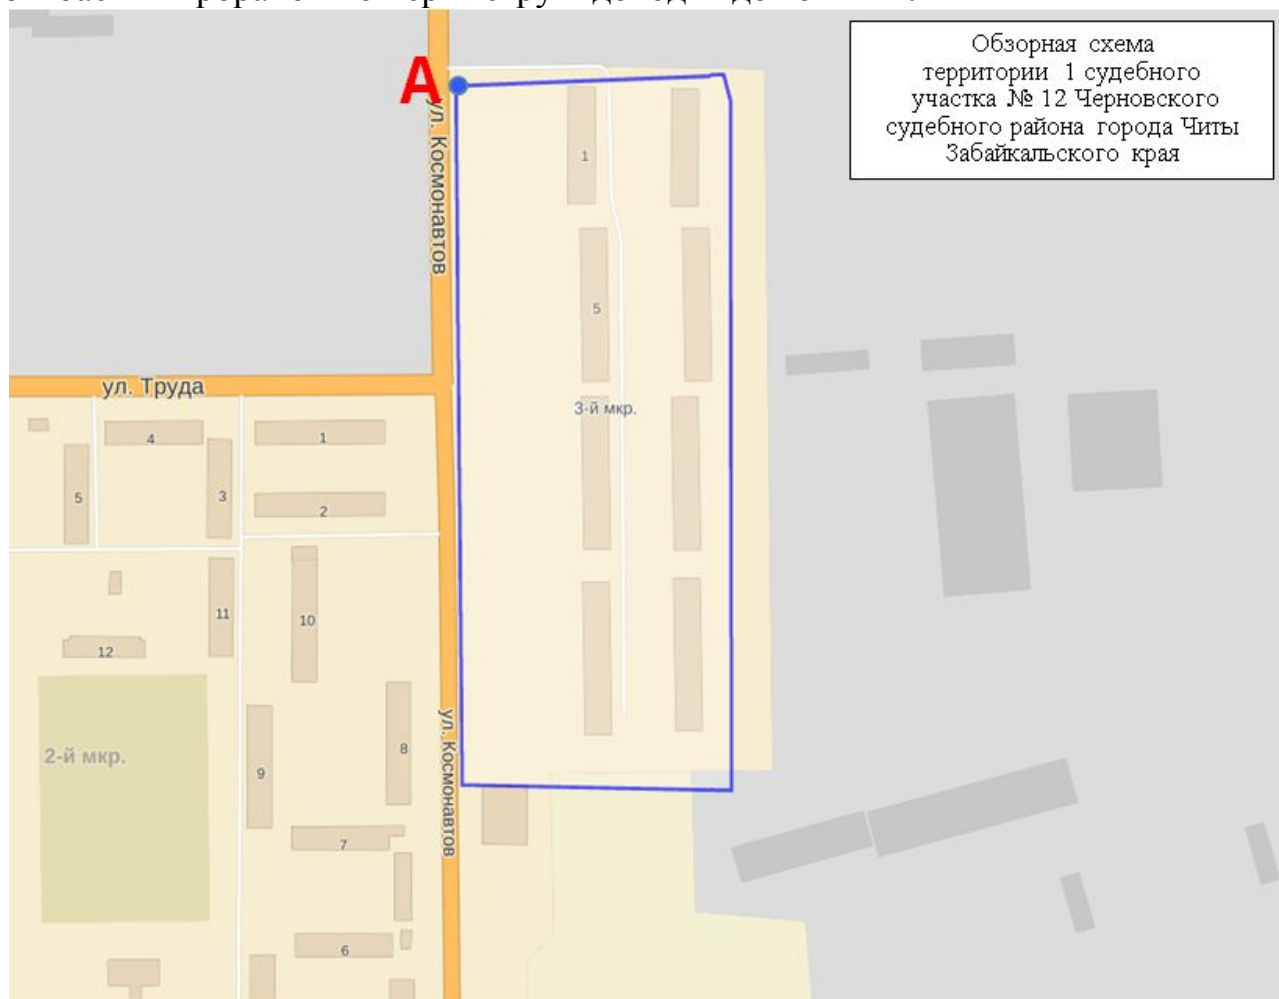 Обзорная схема
территории 1 судебного
участка № 12 Черновского
судебного района города Читы
Забайкальского края
А
ул. Космонавтов
1
5
ул. Труда
3-й мкр.
4
1
5
3
2
11
10
12
ул. Космонавтов
2-й мкр.
8
9
7
6